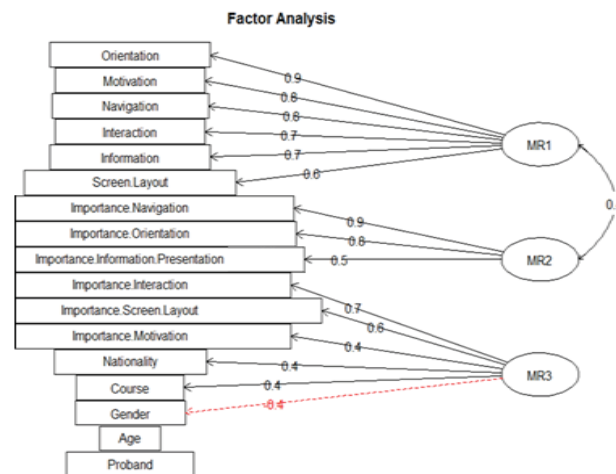 Factor Analysis
Orientation
Motivation
Navigation
Interaction
Information
Screen.Layout
Importance.Navigation
Importance.Orientation
Importance.Information.Presentation
Importance.Interaction
Importance.Screen.Layout
Importance.Motivation
Nationality
Course
Gender
Age
Proband
0.9
0.8
0.8
0.7
0.7
0.6
0.9
0.8
0.5
0.7
0.6
0.4
0.4
0.4
-0.4
MR1
MR2
MR3
0.